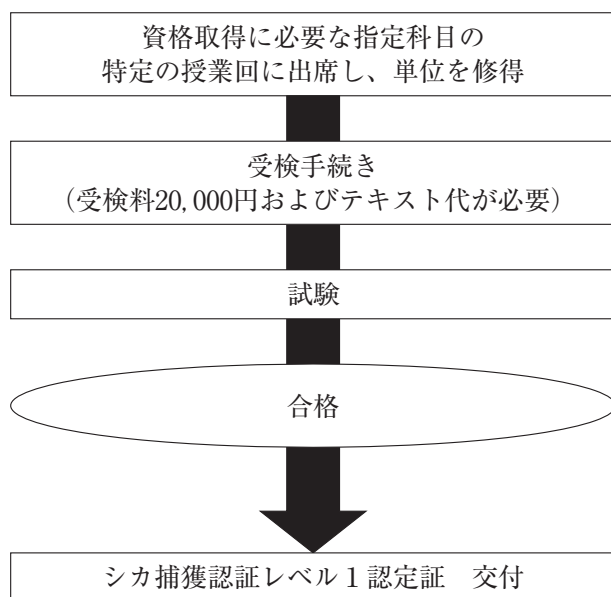 資格取得に必要な指定科目の
特定の授業回に出席し、単位を修得
受検手続き
（受検料20,000円およびテキスト代が必要）
試験
合格
シカ捕獲認証レベル１認定証　交付